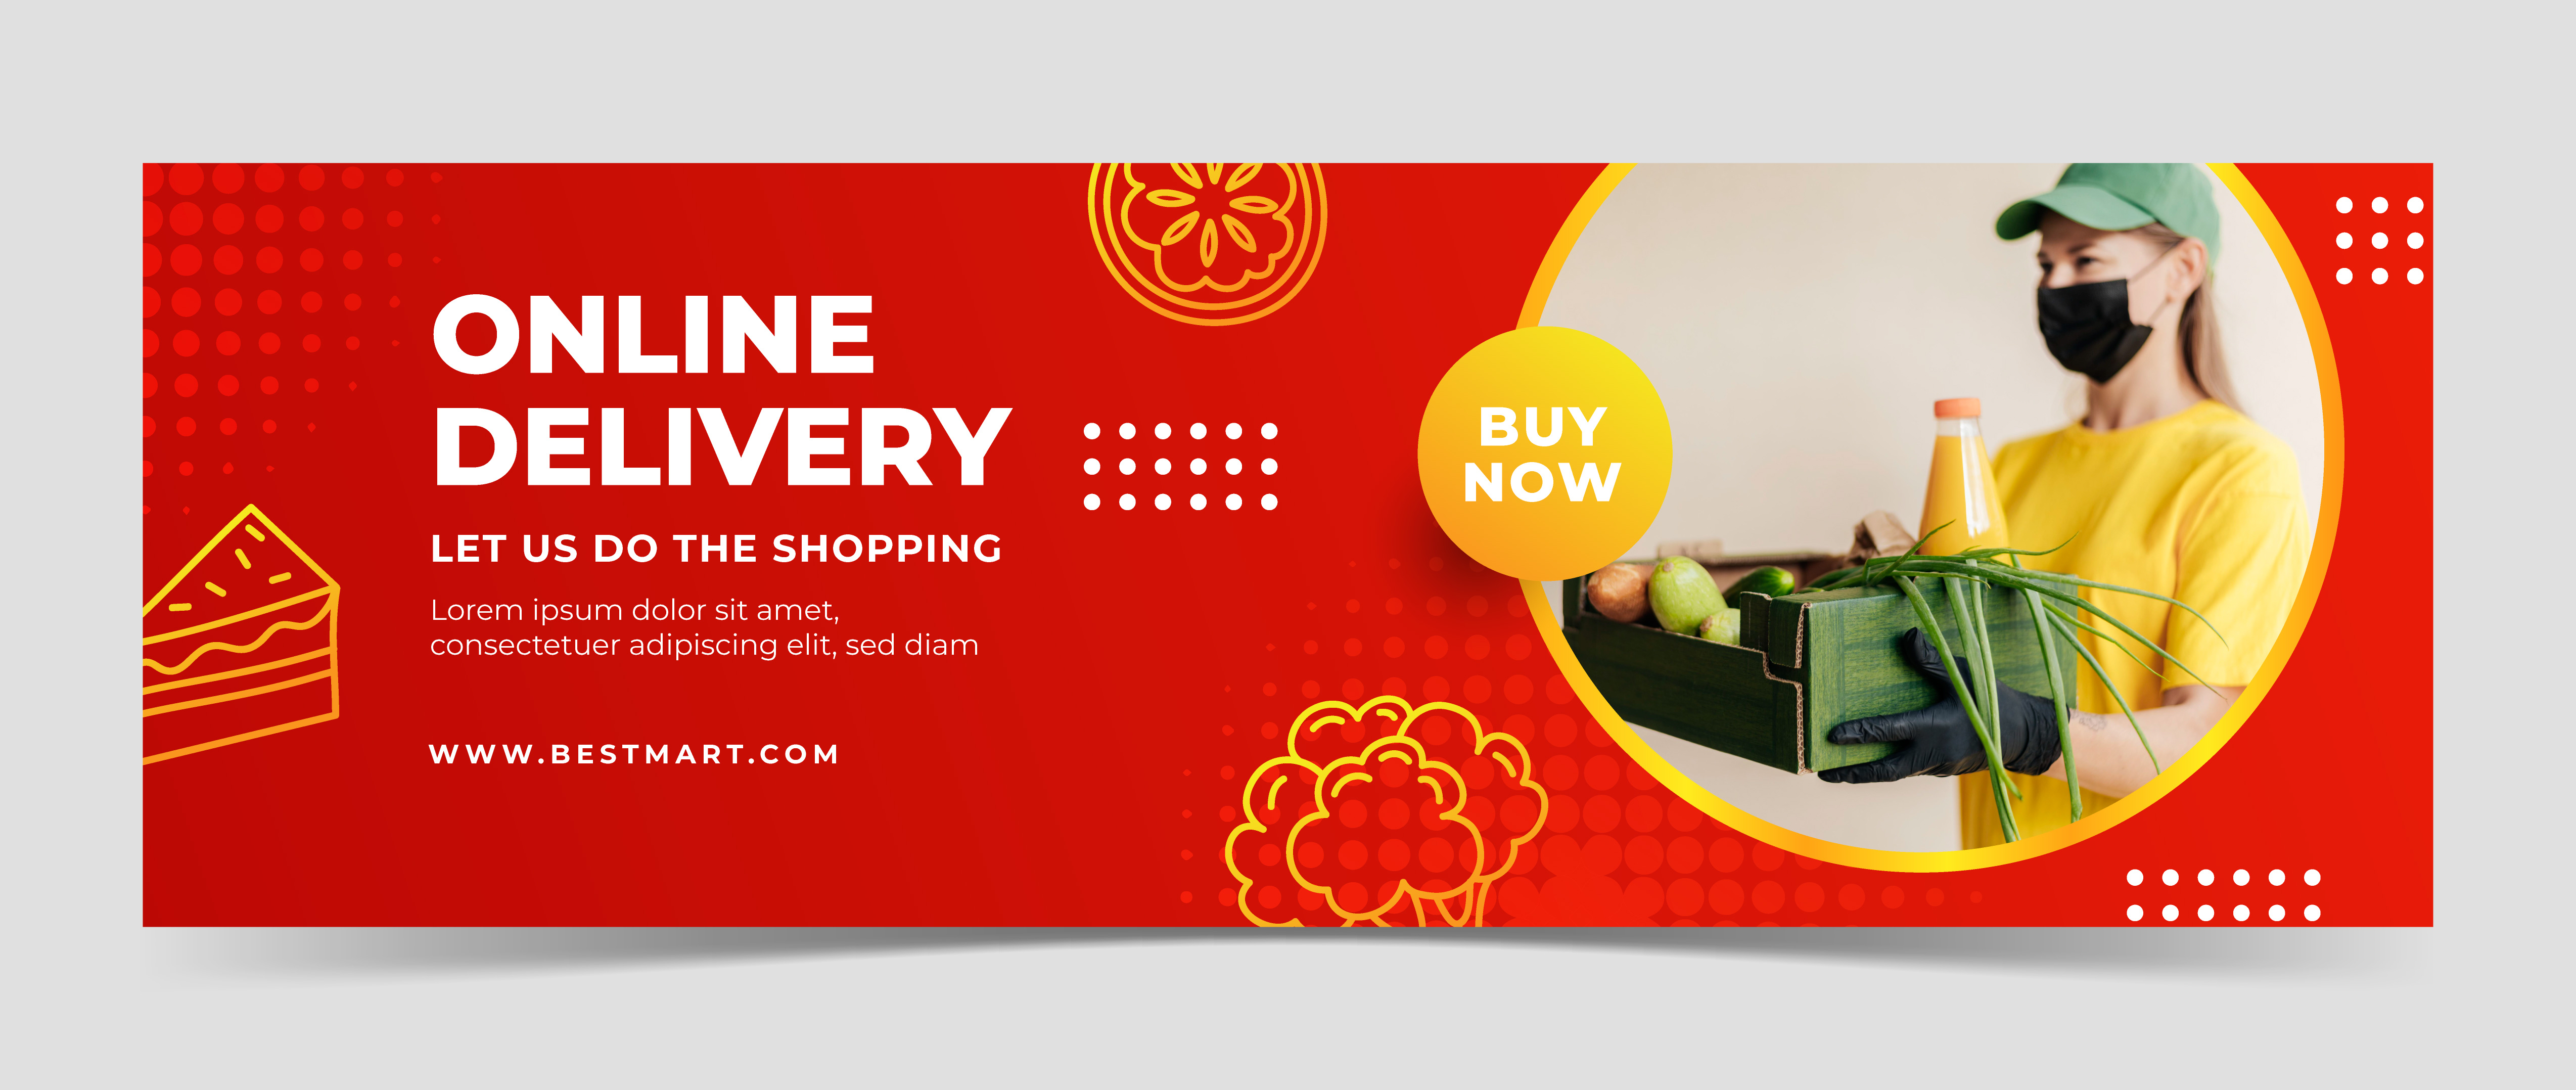 ONLINE
DELIVERY
LET US DO THE SHOPPING
Lorem ipsum dolor sit amet,
consectetuer adipiscing elit, sed diam
WWW.BESTMART.COM
BUY
NOW